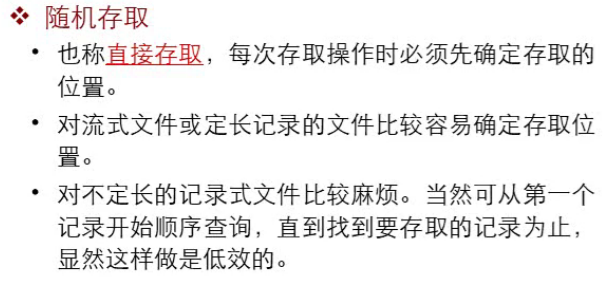 ❖ 随机存取
• 也称直接存取，每次存取操作时必须先确定存取的
位置。
• 对流式文件或定长记录的文件比较容易确定存取位
置。
• 对不定长的记录式文件比较麻烦。当然可从第一个
记录开始顺序查询，直到找到要存取的记录为止，
显然这样做是低效的。